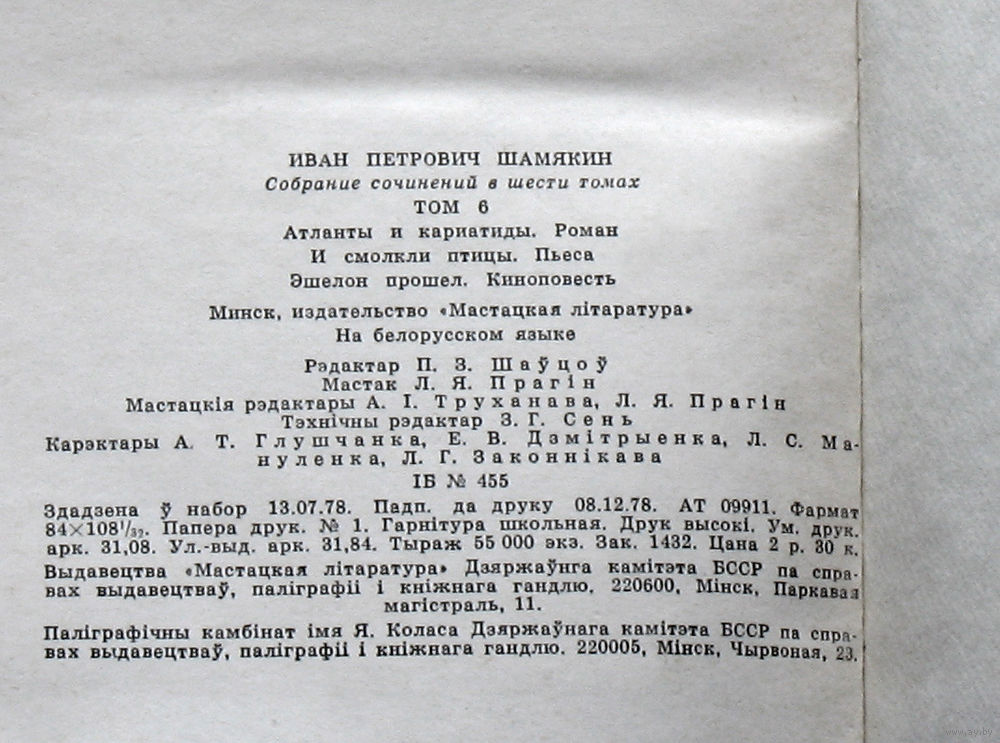 ИВАН ПЕТРОВИЧ ШАМЯКИН
Собрание сочинений в шести томах
ТОМ 6
Атланты и кариатиды. Роман
И смолкли птицы. Пьеса
Эшелон прошел. Киноповесть
Минск, издательство «Мастацкая літаратура»
На белорусском языке
Рэдактар П. З. Шаўцоў
Мастак Л. Я. Прагін
Мастацкія рэдактары А. І. Труханава, Л. Я. Прагін
Тэхнічны рэдактар З. Г. Сень
Карэктары А. Т. Глушчанка, Е. В. Дзмітрыенка, Л. С. Ма-
нуленка, Л. Г. Законнікава
ІБ № 455
Здадзена ў набор 13.07.78. Падп. да друку 08.12.78. АТ 09911. Фармат
84×108¹/₃₂. Папера друк. № 1. Гарнітура школьная. Друк высокі. Ум. друк.
арк. 31,08. Ул.-выд. арк. 31,84. Тыраж 55 000 экз. Зак. 1432. Цана 2 р. 30 к.
Выдавецтва «Мастацкая літаратура» Дзяржаўнга камітэта БССР па спра-
вах выдавецтваў, паліграфіі і кніжнага гандлю. 220600, Мінск, Паркавая
магістраль, 11.
Паліграфічны камбінат імя Я. Коласа Дзяржаўнага камітэта БССР па спра-
вах выдавецтваў, паліграфіі і кніжнага гандлю. 220005, Мінск, Чырвоная, 23.
www.ay.by